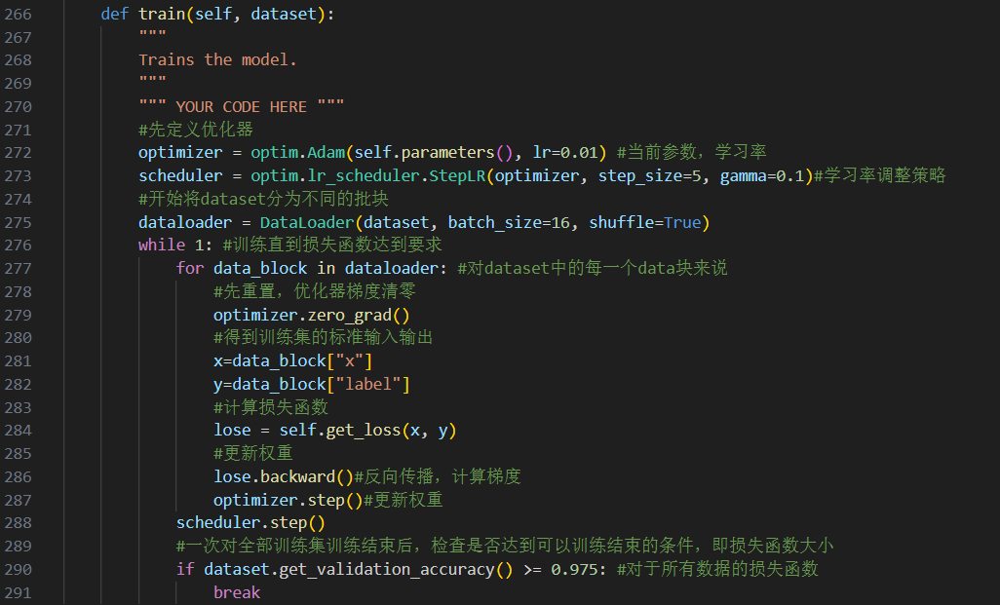 266 def train(self, dataset):
267 """
268 Trains the model.
269 """
270 """ YOUR CODE HERE """
271 #先定义优化器
272 optimizer = optim.Adam(self.parameters(), lr=0.01) #当前参数，学习率
273 scheduler = optim.lr_scheduler.StepLR(optimizer, step_size=5, gamma=0.1)#学习率调整策略
274 #开始将dataset分为不同的批块
275 dataloader = DataLoader(dataset, batch_size=16, shuffle=True)
276 while 1: #训练直到损失函数达到要求
277 for data_block in dataloader: #对dataset中的每一个data块来说
278 #先重置，优化器梯度清零
279 optimizer.zero_grad()
280 #得到训练集的标准输入输出
281 x=data_block["x"]
282 y=data_block["label"]
283 #计算损失函数
284 lose = self.get_loss(x, y)
285 #更新权重
286 lose.backward()#反向传播，计算梯度
287 optimizer.step()#更新权重
288 scheduler.step()
289 #一次对全部训练集训练结束后，检查是否达到可以训练结束的条件，即损失函数大小
290 if dataset.get_validation_accuracy() >= 0.975: #对于所有数据的损失函数
291 break